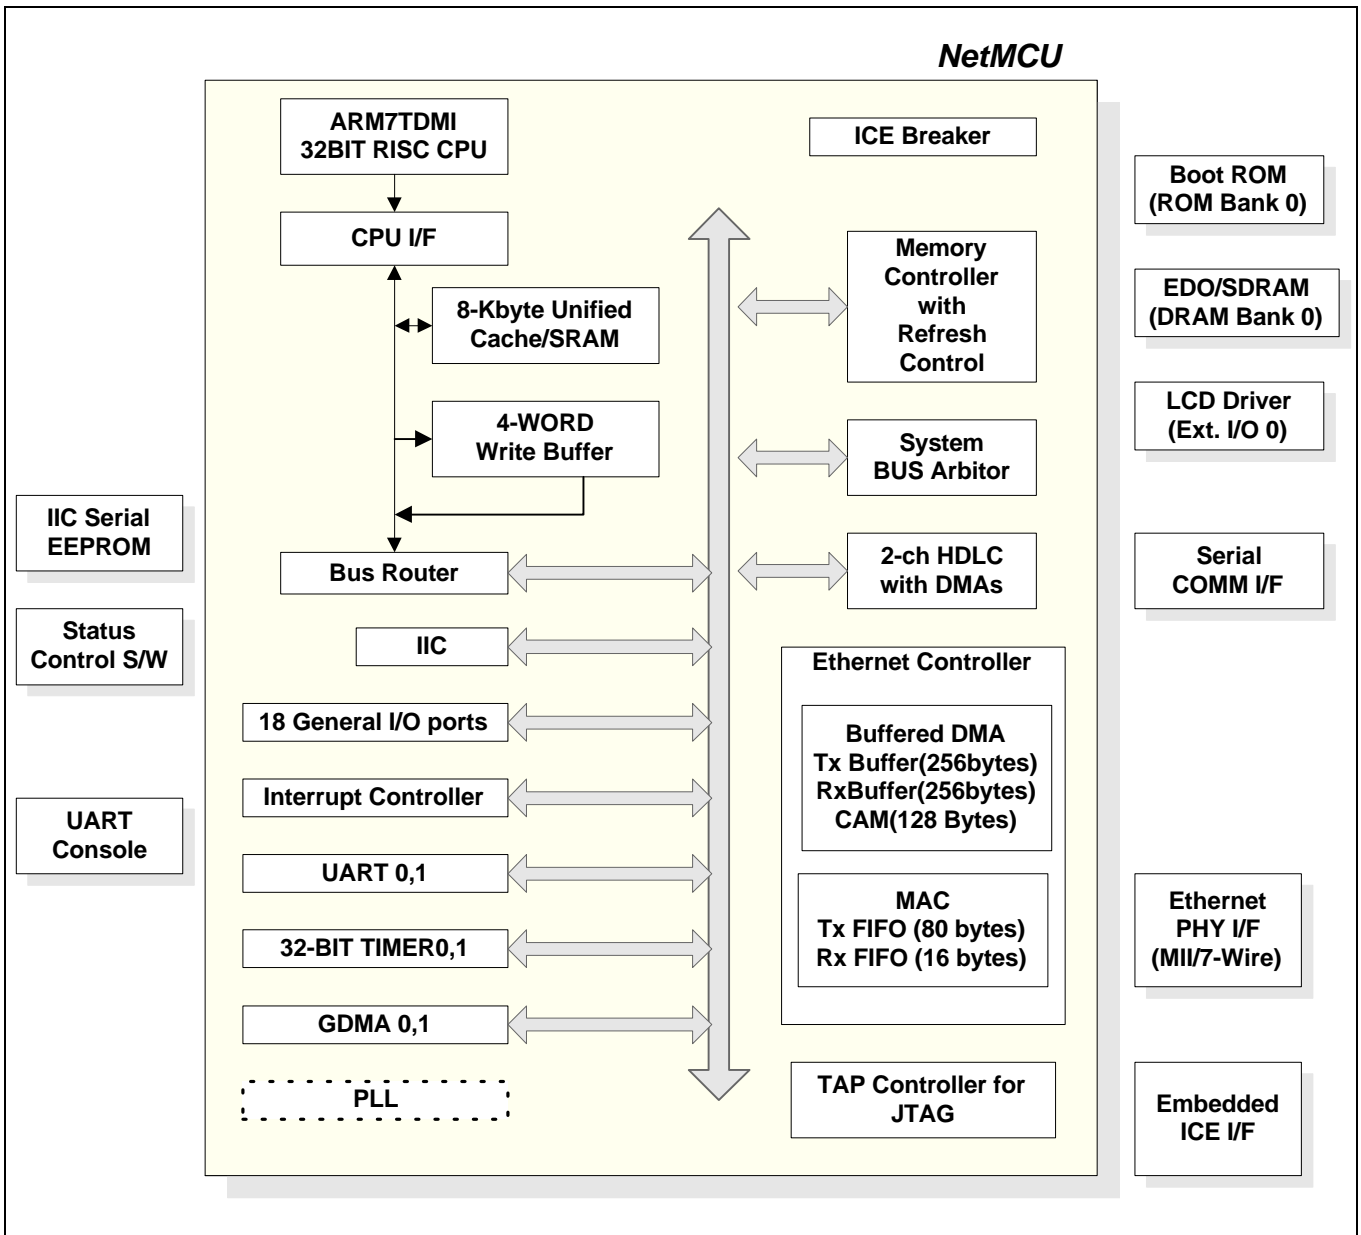 NetMCU
ARM7TDMI
32BIT RISC CPU
CPU I/F
8-Kbyte Unified
Cache/SRAM
4-WORD
Write Buffer
Bus Router
IIC
18 General I/O ports
Interrupt Controller
UART 0,1
32-BIT TIMER0,1
GDMA 0,1
PLL
ICE Breaker
Memory
Controller
with
Refresh
Control
System
BUS Arbitor
2-ch HDLC
with DMAs
Ethernet Controller
Buffered DMA
Tx Buffer(256bytes)
RxBuffer(256bytes)
CAM(128 Bytes)
MAC
Tx FIFO (80 bytes)
Rx FIFO (16 bytes)
TAP Controller for
JTAG
IIC Serial
EEPROM
Status
Control S/W
UART
Console
Boot ROM
(ROM Bank 0)
EDO/SDRAM
(DRAM Bank 0)
LCD Driver
(Ext. I/O 0)
Serial
COMM I/F
Ethernet
PHY I/F
(MII/7-Wire)
Embedded
ICE I/F